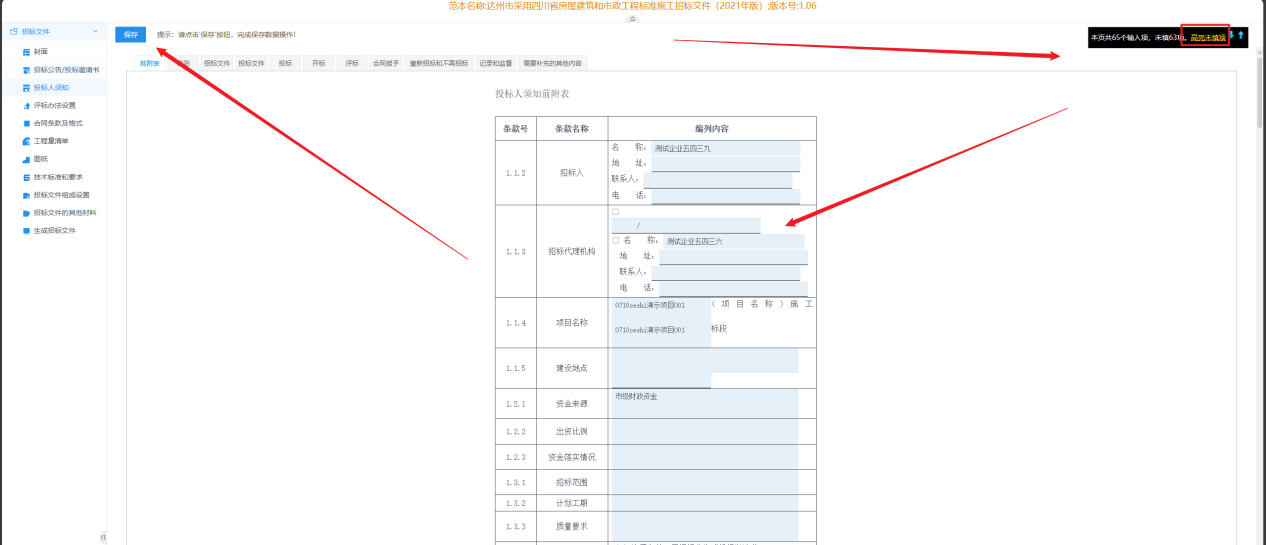 范本名称:达州市采用四川省房屋建筑和市政工程标准施工招标文件（2021年版）;版本号:1.06
招标文件
封面
招标公告/投标邀请书
投标人须知
评标办法设置
合同条款及格式
工程量清单
图纸
技术标准和要求
投标文件组成设置
招标文件的其他材料
生成招标文件
保存
提示：请点击'保存'按钮，完成保存数据操作！
本页共65个输入项，未填63项。高亮未填项
前附表 招标文件 投标文件 投标 开标 评标 合同授予 重新招标和不再招标 记录和监督 需要补充的其他内容
投标人须知前附表
条款号 条款名称 编列内容
1.1.2 招标人
名 称： 测试企业五四三九
地 址：
联系人：
电 话：
1.1.3 招标代理机构
□
/
□ 名 称： 测试企业五四三六
地 址：
联系人：
电 话：
1.1.4 项目名称
0710ceshi演示项目001 （项目名称）施工
0710ceshi演示项目001 标段
1.1.5 建设地点
1.2.1 资金来源 市级财政资金
1.2.2 出资比例
1.2.3 资金落实情况
1.3.1 招标范围
1.3.2 计划工期
1.3.3 质量要求